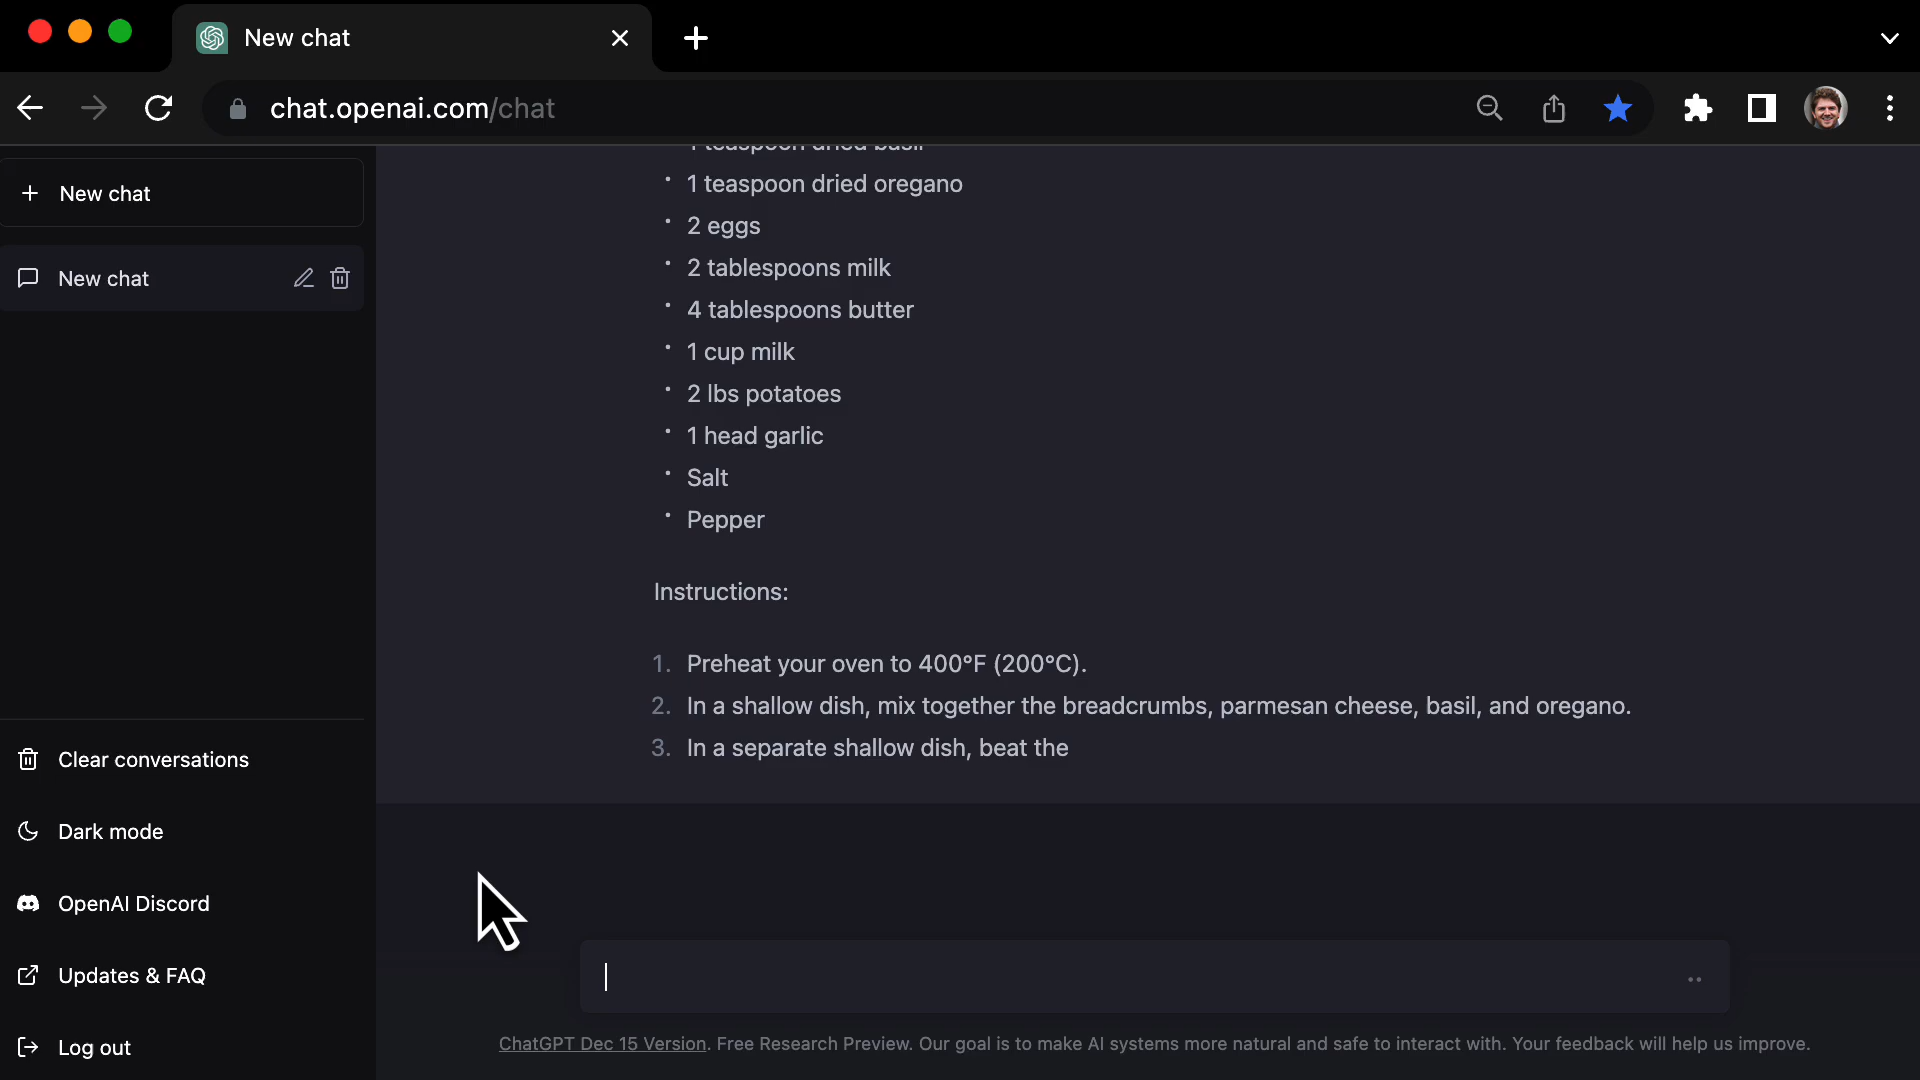 New chat
chat.openai.com/chat
New chat
New chat
Clear conversations
Dark mode
OpenAI Discord
Updates & FAQ
Log out
1 teaspoon dried basil
1 teaspoon dried oregano
2 eggs
2 tablespoons milk
4 tablespoons butter
1 cup milk
2 lbs potatoes
1 head garlic
Salt
Pepper
Instructions:
1. Preheat your oven to 400°F (200°C).
2. In a shallow dish, mix together the breadcrumbs, parmesan cheese, basil, and oregano.
3. In a separate shallow dish, beat the
ChatGPT Dec 15 Version. Free Research Preview. Our goal is to make AI systems more natural and safe to interact with. Your feedback will help us improve.